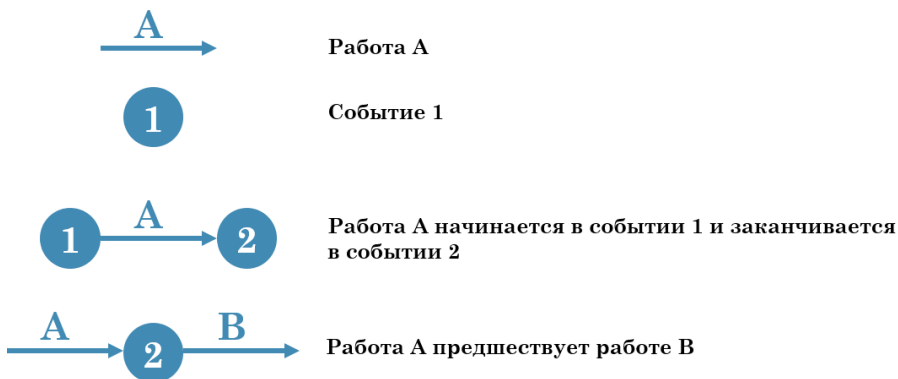 A
Работа А
1
Событие 1
1 A 2
Работа А начинается в событии 1 и заканчивается
в событии 2
A 2 B
Работа А предшествует работе В